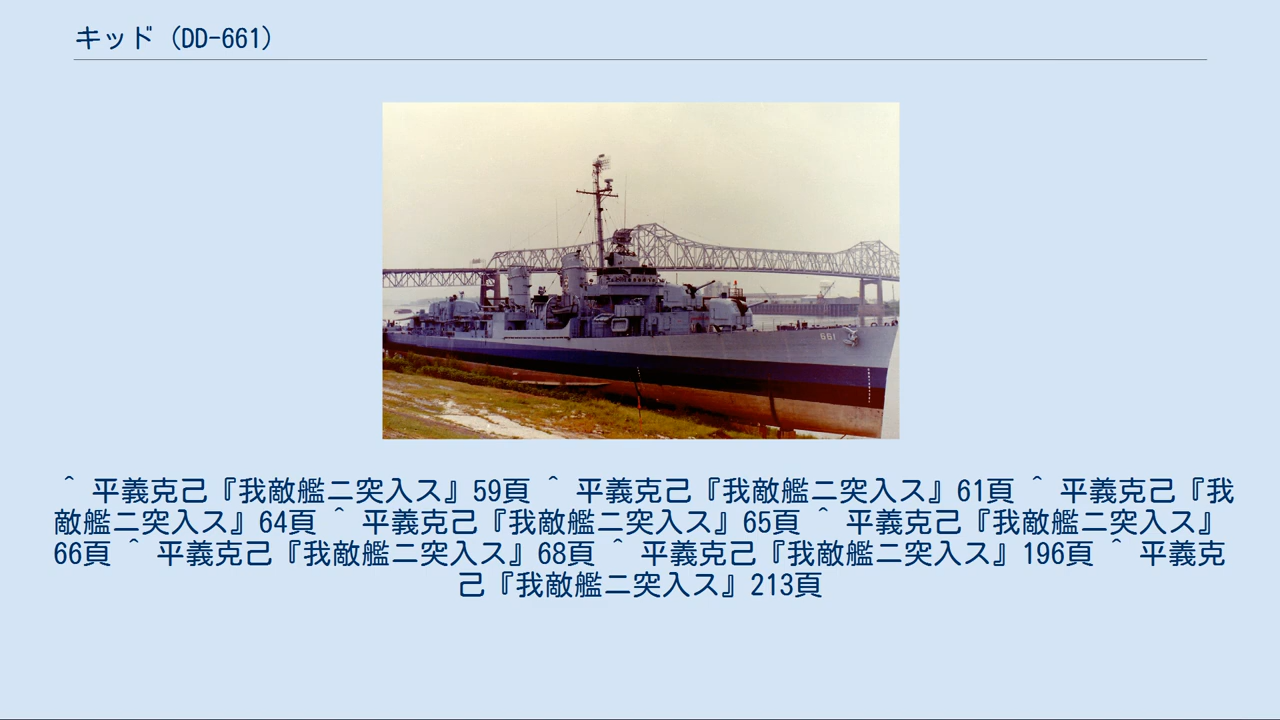 キッド (DD-661)
661
^ 平義克己『我敵艦ニ突入ス』59頁 ^ 平義克己『我敵艦ニ突入ス』61頁 ^ 平義克己『我
敵艦ニ突入ス』64頁 ^ 平義克己『我敵艦ニ突入ス』65頁 ^ 平義克己『我敵艦ニ突入ス』
66頁 ^ 平義克己『我敵艦ニ突入ス』68頁 ^ 平義克己『我敵艦ニ突入ス』196頁 ^ 平義克
己『我敵艦ニ突入ス』213頁